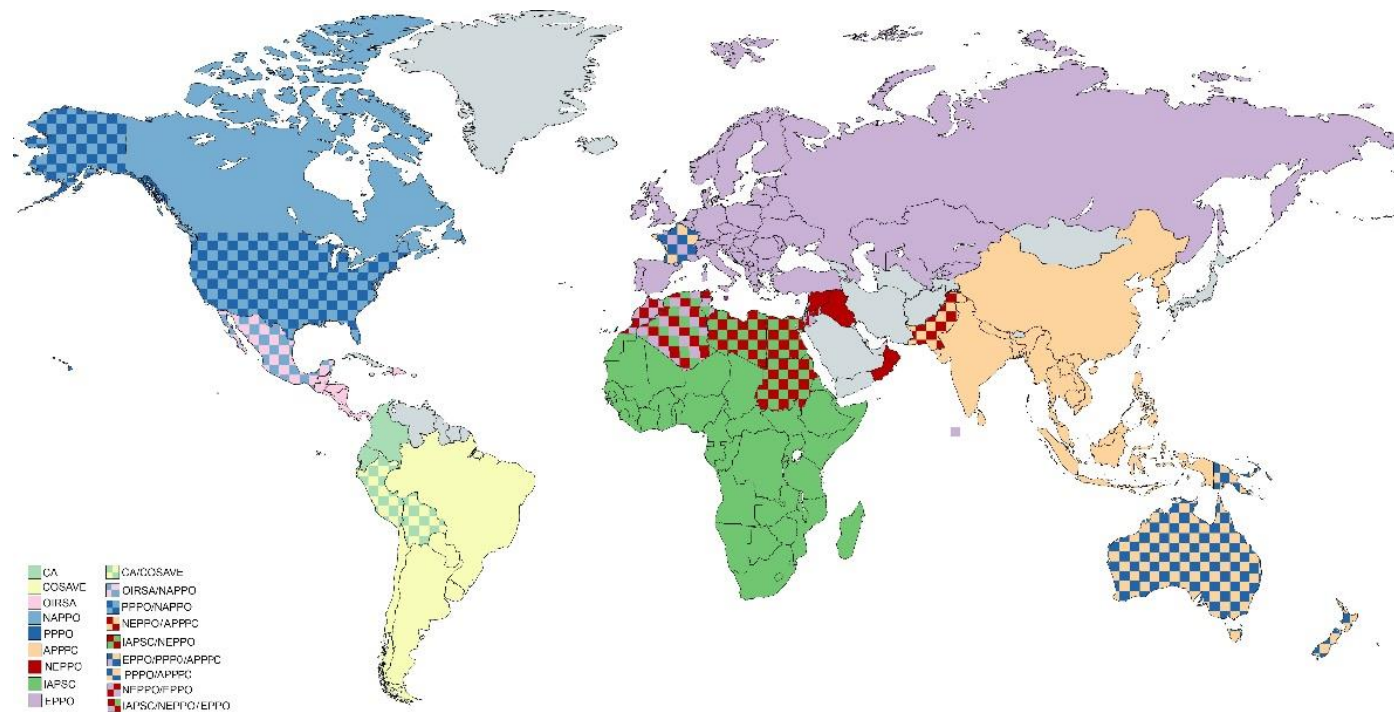 CA
COSAVE
OIRSA
NAPPO
PPPO
APPPC
NEPPO
IAPSC
EPPO
CA/COSAVE
OIRSA/NAPPO
PPPO/NAPPO
NEPPO/APPPC
IAPSC/NEPPO
EPPO/PPPO/APPPC
PPPO/APPPC
NEPPO/EPPO
IAPSC/NEPPO/EPPO